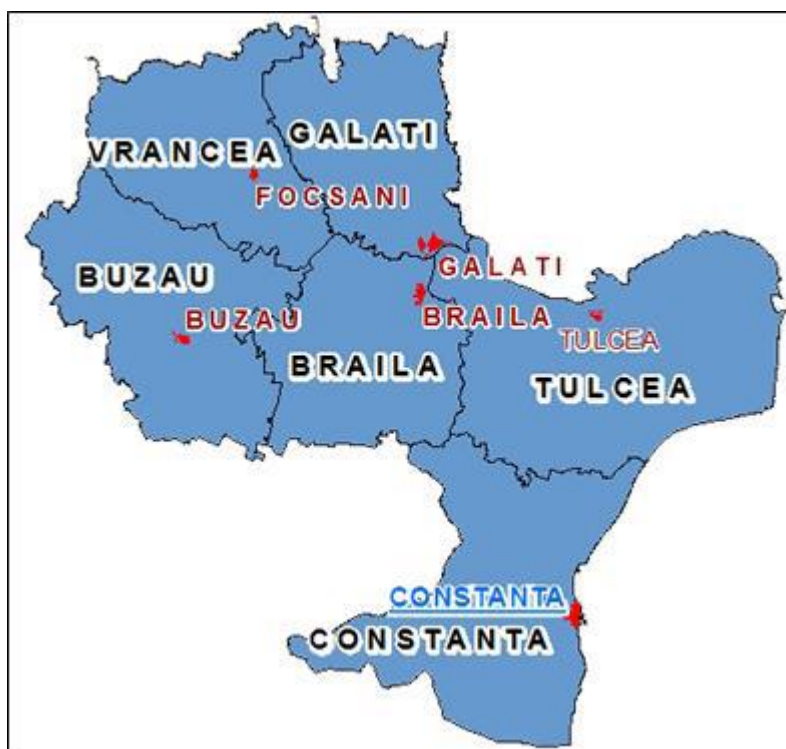 GALATI
VRANCEA
FOCSANI
GALATI
BUZAU
BUZAU
BRAILA
TULCEA
BRAILA
TULCEA
CONSTANTA
CONSTANTA